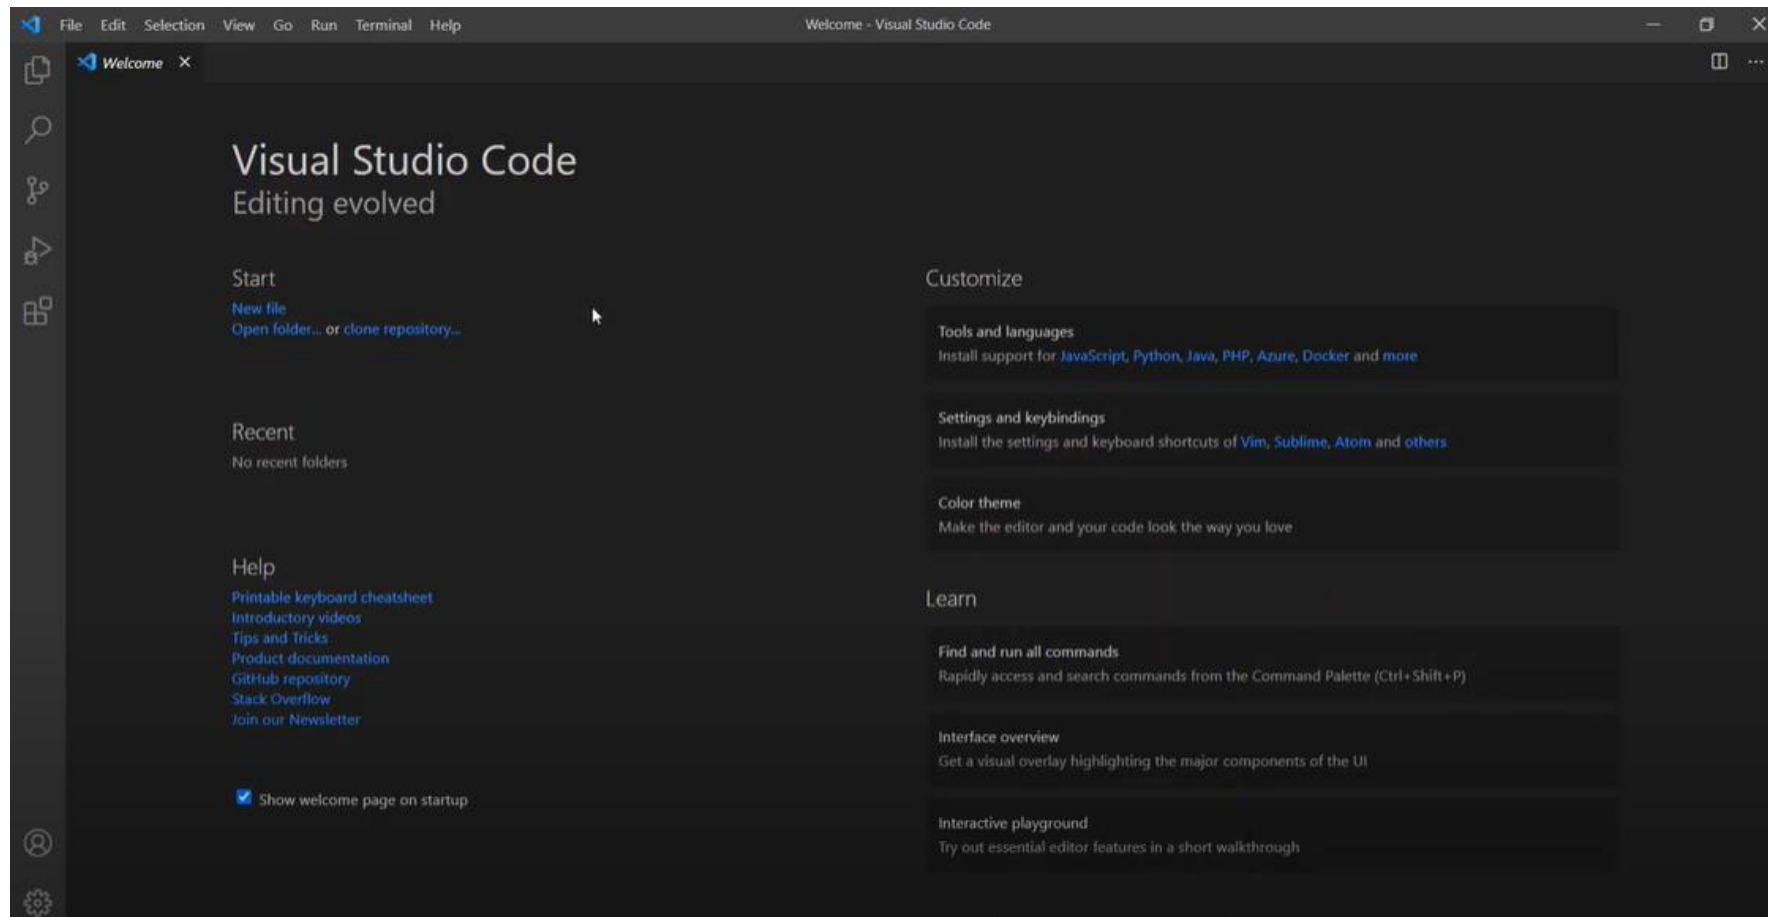 File Edit Selection View Go Run Terminal Help
Welcome - Visual Studio Code
Welcome
Visual Studio Code
Editing evolved
Start
New file
Open folder... or clone repository...
Recent
No recent folders
Help
Printable keyboard cheatsheet
Introductory videos
Tips and Tricks
Product documentation
GitHub repository
Stack Overflow
Join our Newsletter
Show welcome page on startup
Customize
Tools and languages
Install support for JavaScript, Python, Java, PHP, Azure, Docker and more
Settings and keybindings
Install the settings and keyboard shortcuts of Vim, Sublime, Atom and others
Color theme
Make the editor and your code look the way you love
Learn
Find and run all commands
Rapidly access and search commands from the Command Palette (Ctrl+Shift+P)
Interface overview
Get a visual overlay highlighting the major components of the UI
Interactive playground
Try out essential editor features in a short walkthrough